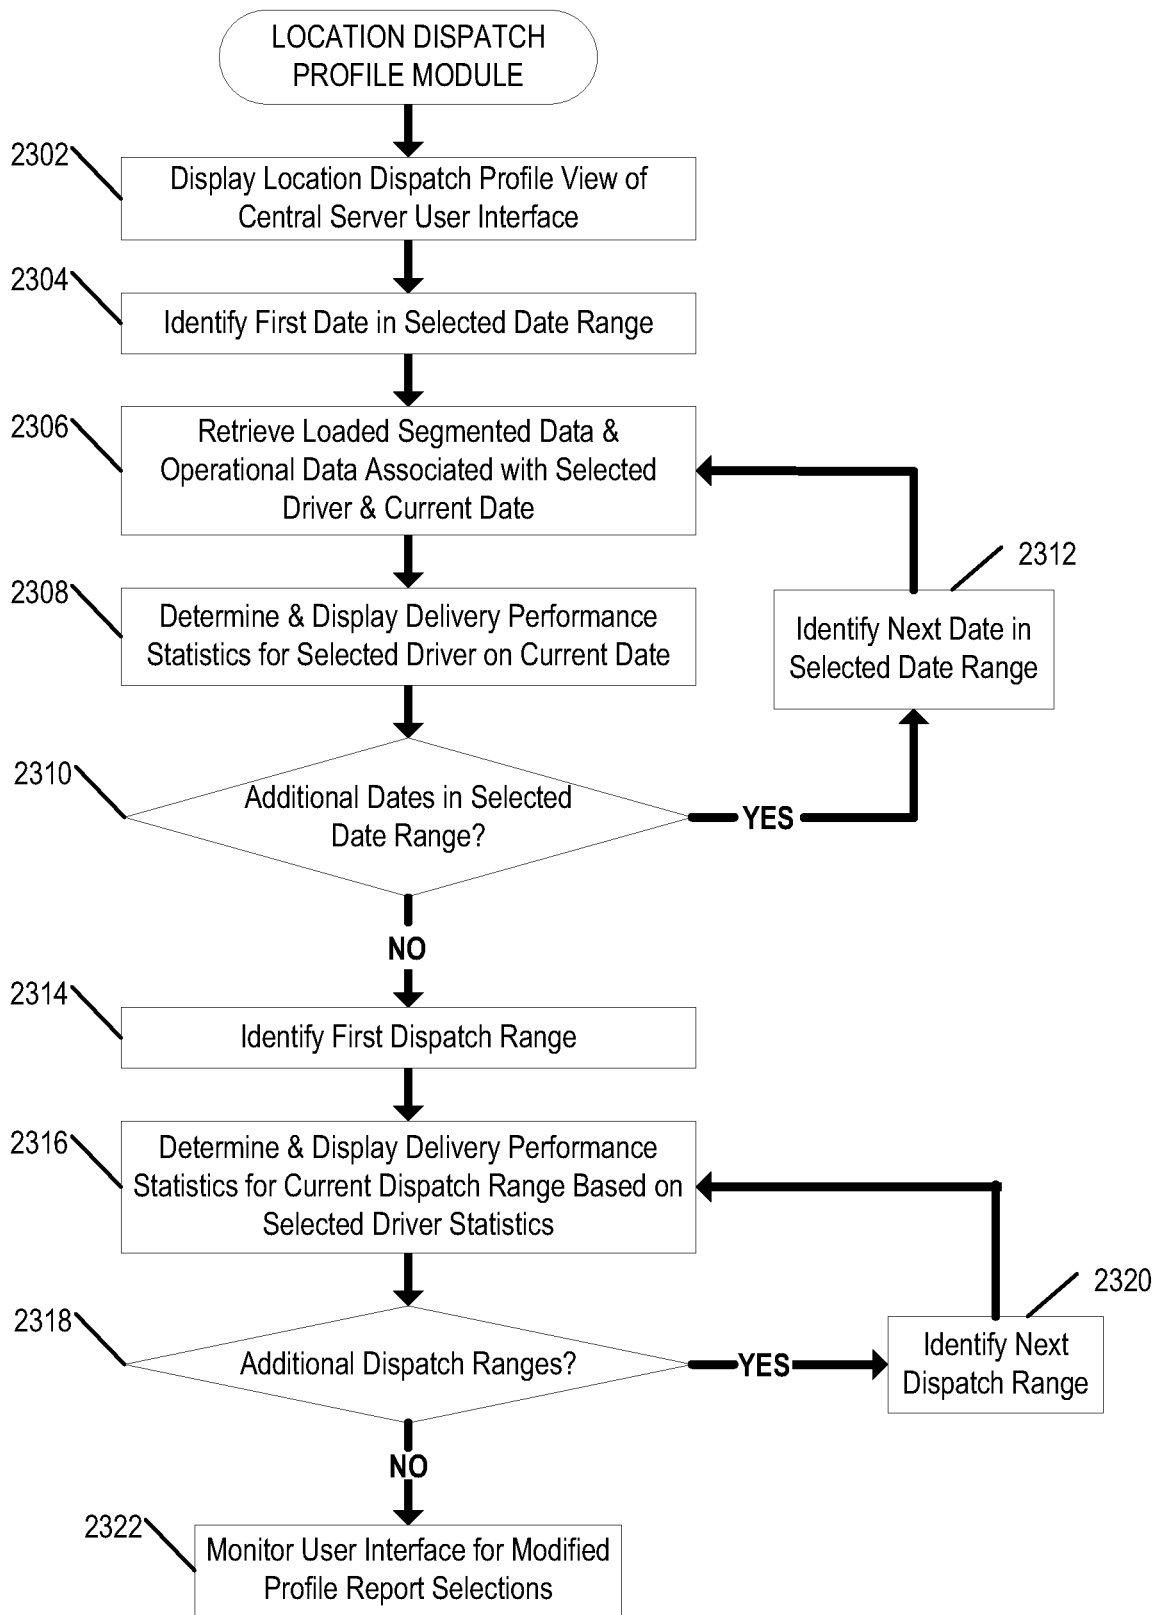 LOCATION DISPATCH
PROFILE MODULE
2302
Display Location Dispatch Profile View of
Central Server User Interface
2304
Identify First Date in Selected Date Range
2306
Retrieve Loaded Segmented Data &
Operational Data Associated with Selected
Driver & Current Date
2308
Determine & Display Delivery Performance
Statistics for Selected Driver on Current Date
2312
Identify Next Date in
Selected Date Range
2310
Additional Dates in Selected
Date Range?
YES
NO
2314
Identify First Dispatch Range
2316
Determine & Display Delivery Performance
Statistics for Current Dispatch Range Based on
Selected Driver Statistics
2318
Additional Dispatch Ranges?
YES
2320
Identify Next
Dispatch Range
NO
2322
Monitor User Interface for Modified
Profile Report Selections